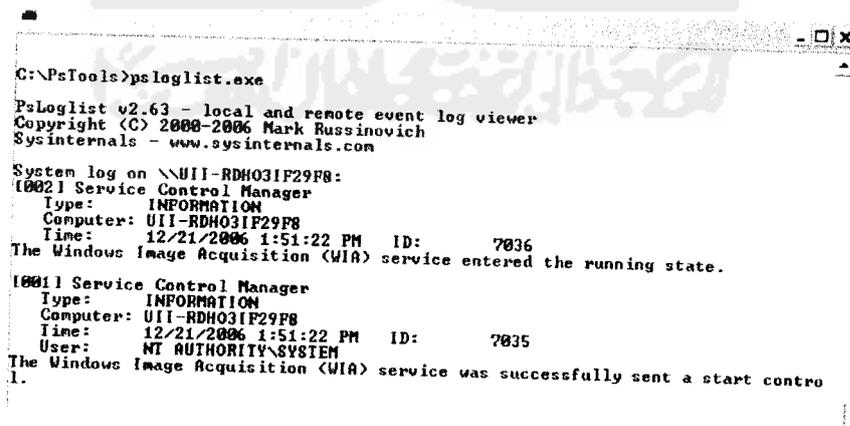 C:\PsTools>psloglist.exe
PsLoglist v2.63 - local and remote event log viewer
Copyright (C) 2000-2006 Mark Russinovich
Sysinternals - www.sysinternals.com
System log on \\UII-RDHO3IF29F8:
[002] Service Control Manager
Type: INFORMATION
Computer: UII-RDHO3IF29F8
Time: 12/21/2006 1:51:22 PM ID: 7036
The Windows Image Acquisition (WIA) service entered the running state.
[001] Service Control Manager
Type: INFORMATION
Computer: UII-RDHO3IF29F8
Time: 12/21/2006 1:51:22 PM ID: 7035
User: NT AUTHORITY\SYSTEM
The Windows Image Acquisition (WIA) service was successfully sent a start contro
l.